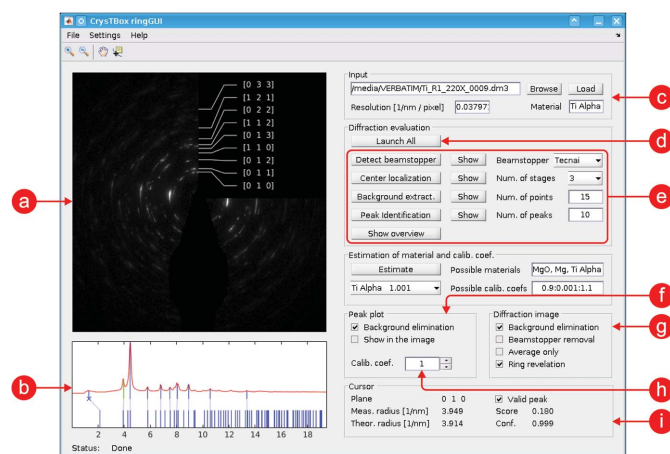 CrysTBox ringGUI
File Settings Help
[0 3 3]
[1 2 1]
[0 2 2]
[1 1 2]
[0 1 3]
[1 1 0]
[0 1 2]
[0 1 1]
[0 1 0]
a
b
2 4 6 8 10 12 14 16 18
Status: Done
Input
/media/VERBATIM/Ti_R1_220X_0009.dm3 Browse Load
Resolution [1/nm / pixel] 0.03797 Material Ti Alpha
c
Diffraction evaluation
Launch All
d
Detect beamstopper Show Beamstopper Tecnai
Center localization Show Num. of stages 3
Background extract. Show Num. of points 15
e
Peak Identification Show Num. of peaks 10
Show overview
Estimation of material and calib. coef.
Estimate Possible materials MgO, Mg, Ti Alpha
Ti Alpha 1.001 Possible calib. coefs 0.9:0.001:1.1
f
Peak plot
Background elimination
Show in the image
Calib. coef. 1
Diffraction image
Background elimination
g
Beamstopper removal
Average only
Ring revelation
h
Cursor
Plane 0 1 0 Valid peak
Meas. radius [1/nm] 3.949 Score 0.180
Theor. radius [1/nm] 3.914 Conf. 0.999
i